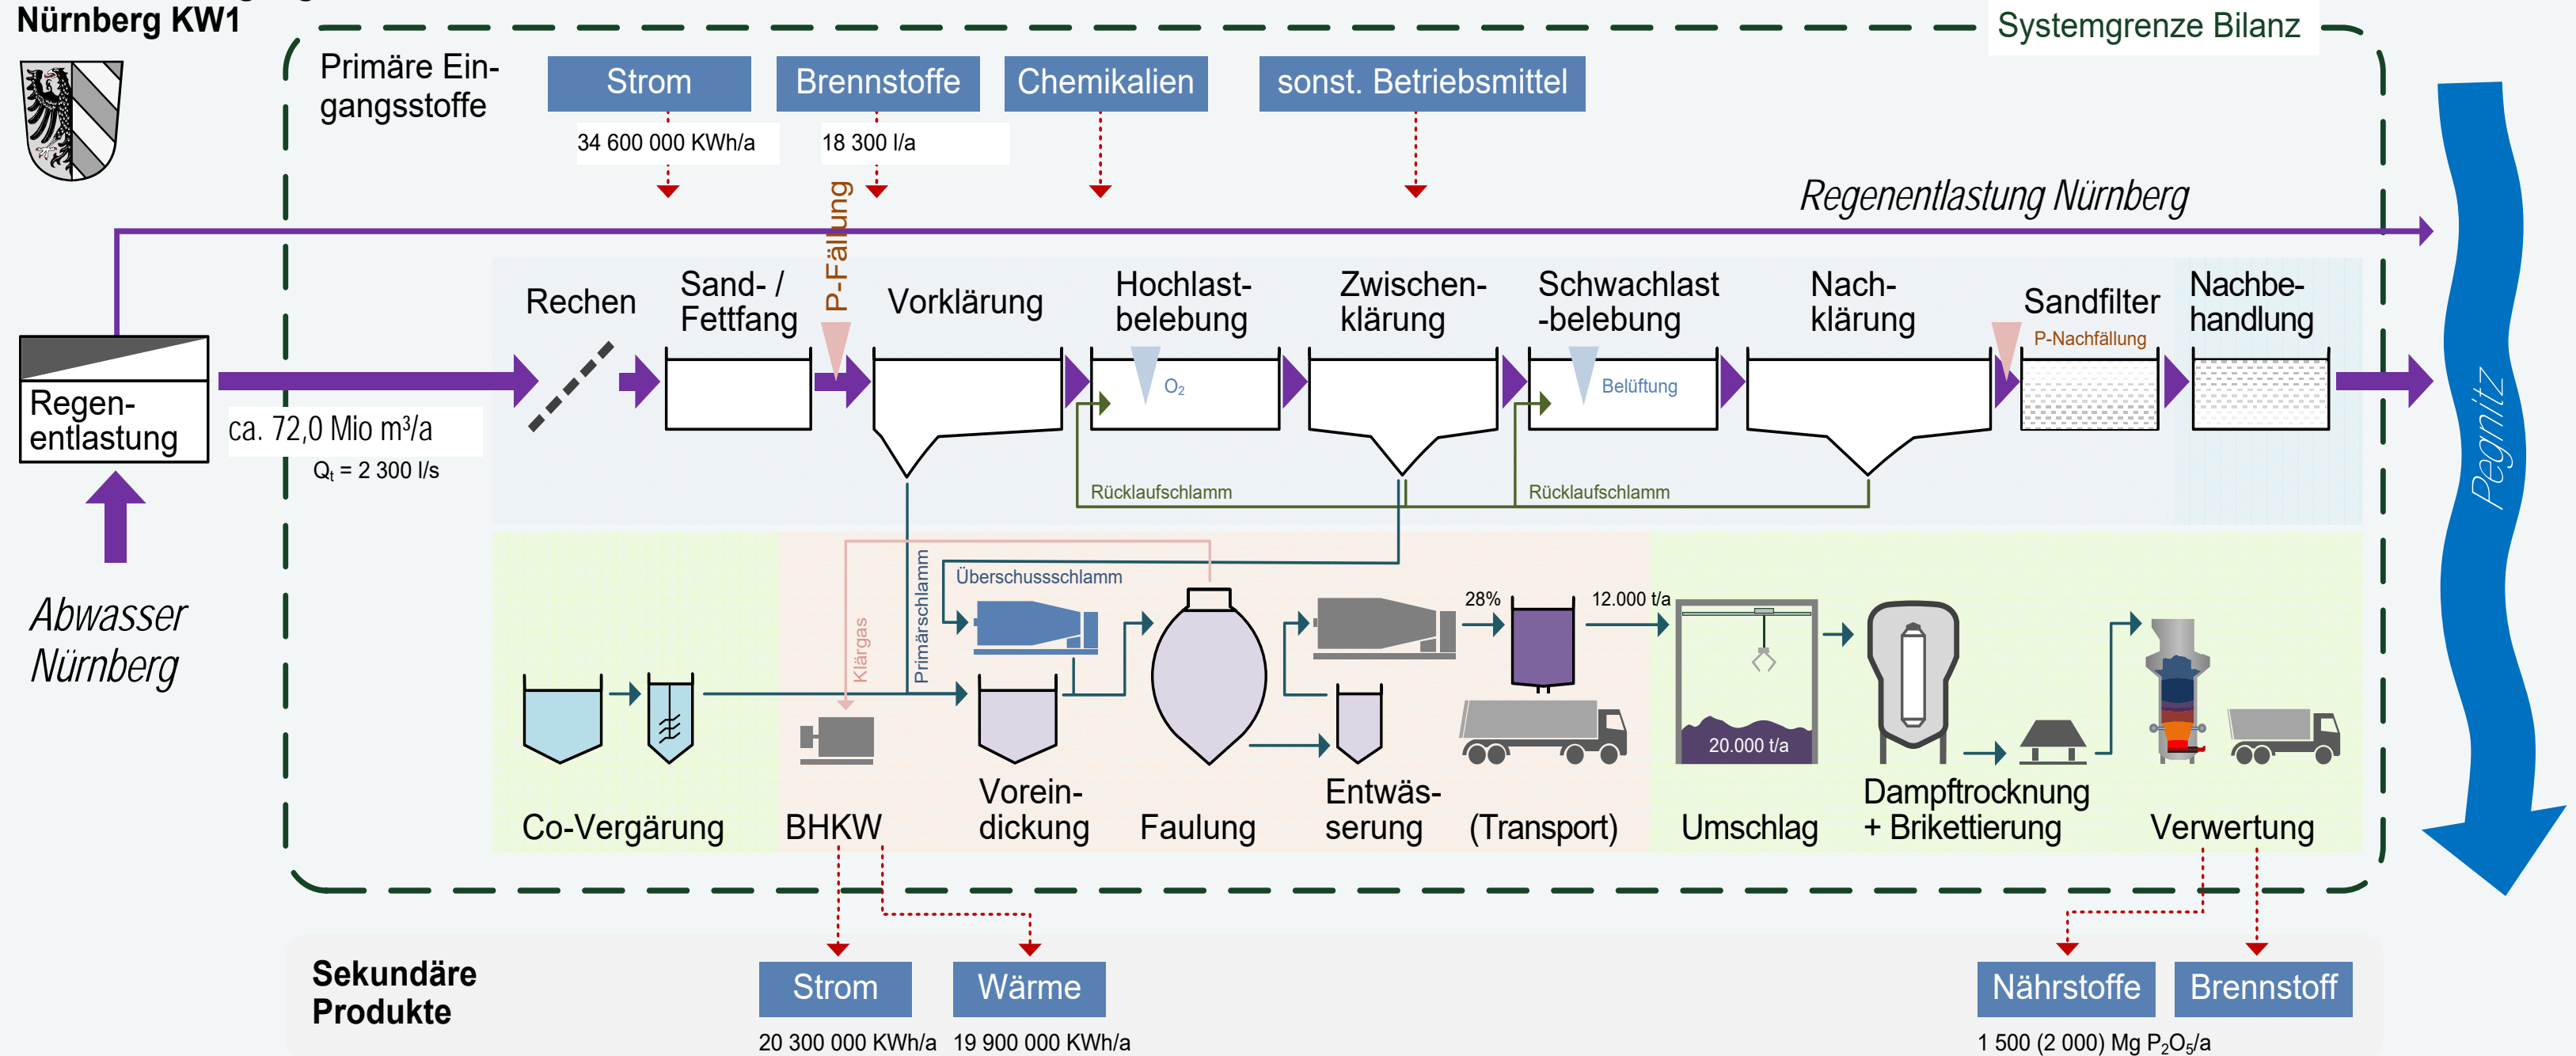 Nürnberg KW1
Systemgrenze Bilanz
Primäre Ein-
gangsstoffe
Strom
Brennstoffe
Chemikalien
sonst. Betriebsmittel
34 600 000 KWh/a
18 300 l/a
P-Fällung
Regenentlastung Nürnberg
Rechen
Sand- /
Fettfang
Vorklärung
Hochlast-
belebung
Zwischen-
klärung
Schwachlast
-belebung
Nach-
klärung
Sandfilter
P-Nachfällung
Nachbe-
handlung
O₂
Belüftung
Regen-
entlastung
ca. 72,0 Mio m³/a
Qₜ = 2 300 l/s
Rücklaufschlamm
Rücklaufschlamm
Pegnitz
Abwasser
Nürnberg
Klärgas
Primärschlamm
Überschussschlamm
28%
12.000 t/a
20.000 t/a
Co-Vergärung
BHKW
Vorein-
dickung
Faulung
Entwäs-
serung
(Transport)
Umschlag
Dampftrocknung
+ Brikettierung
Verwertung
Sekundäre
Produkte
Strom
Wärme
Nährstoffe
Brennstoff
20 300 000 KWh/a
19 900 000 KWh/a
1 500 (2 000) Mg P₂O₅/a